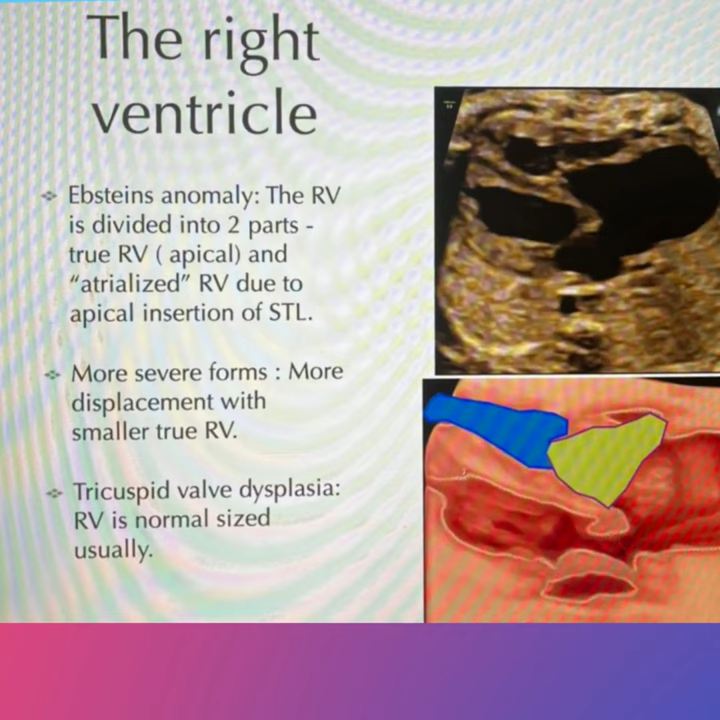 The right
ventricle
Ebsteins anomaly: The RV
is divided into 2 parts -
true RV ( apical) and
“atrialized” RV due to
apical insertion of STL.
More severe forms : More
displacement with
smaller true RV.
Tricuspid valve dysplasia:
RV is normal sized
usually.